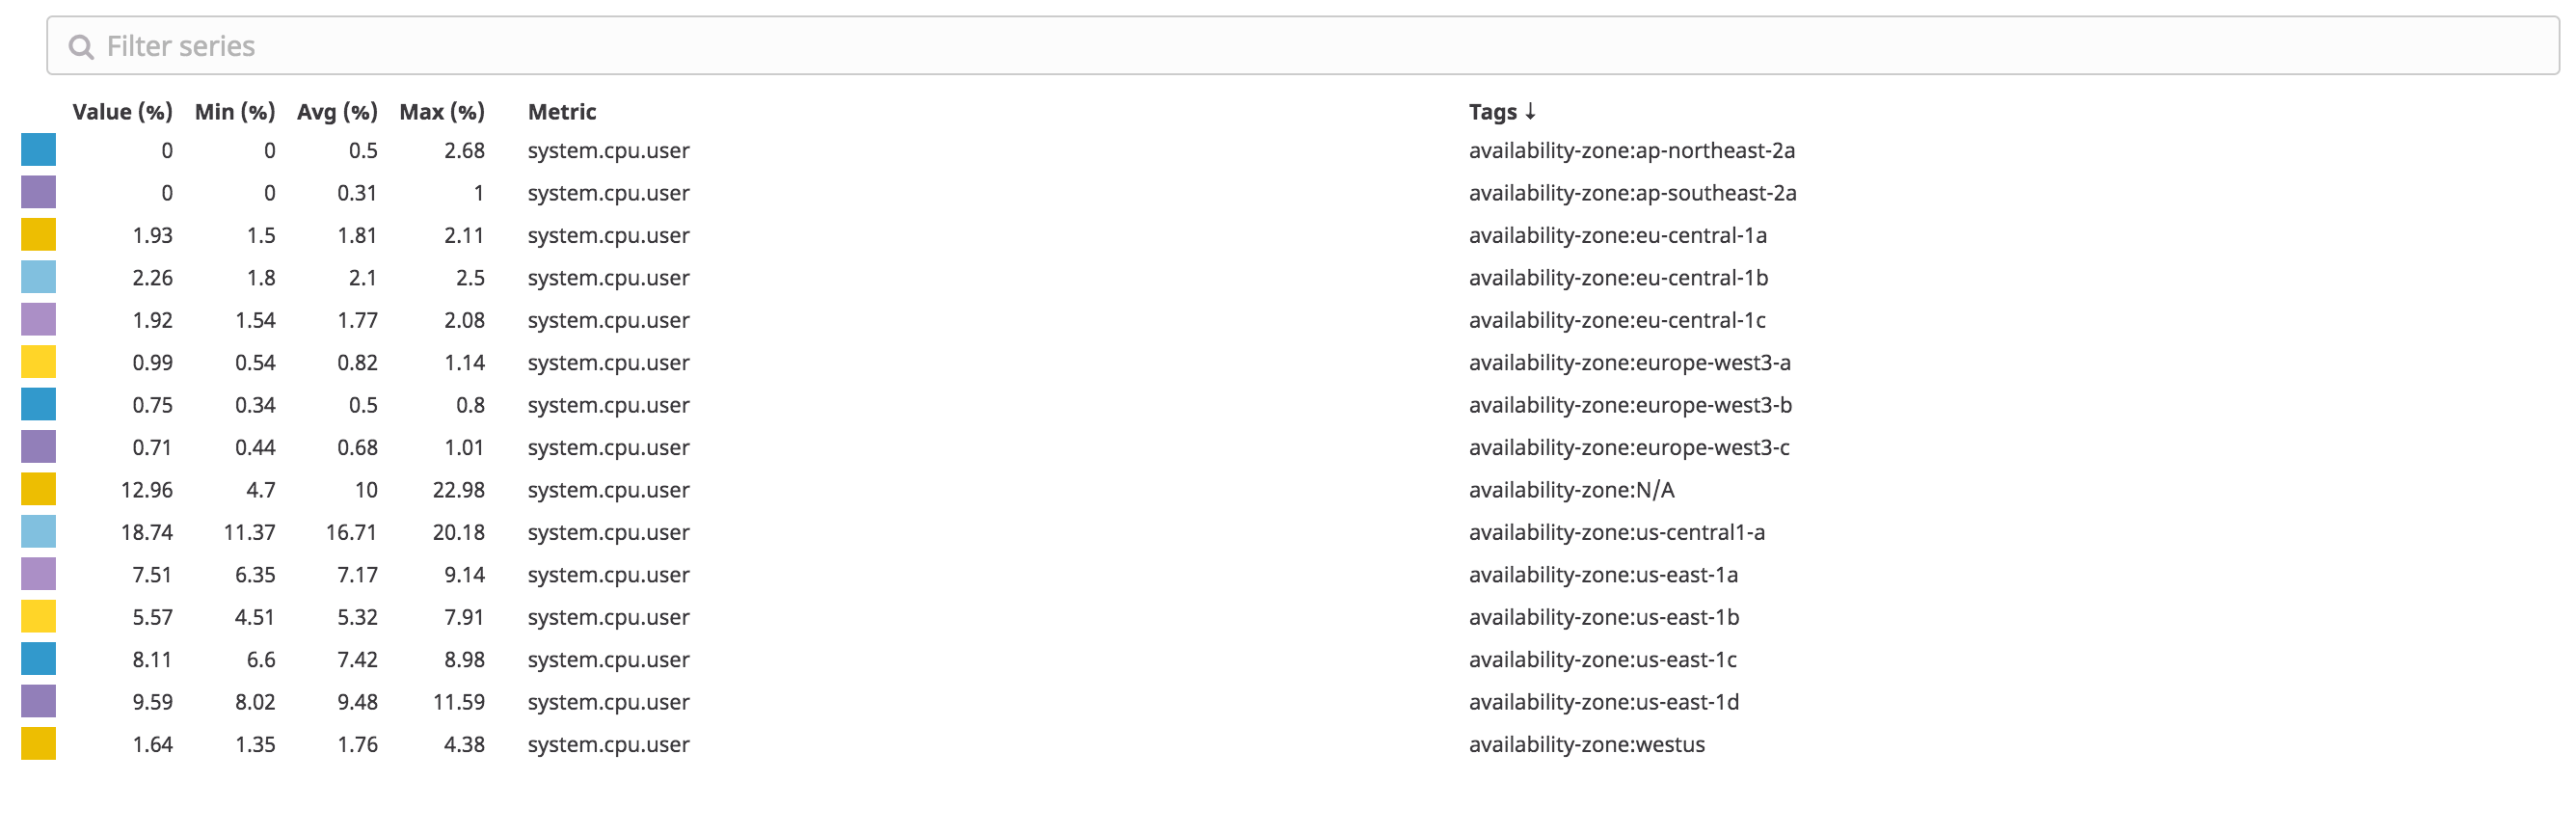 Filter series
Value (%) Min (%) Avg (%) Max (%) Metric Tags ↓
0 0 0.5 2.68 system.cpu.user availability-zone:ap-northeast-2a
0 0 0.31 1 system.cpu.user availability-zone:ap-southeast-2a
1.93 1.5 1.81 2.11 system.cpu.user availability-zone:eu-central-1a
2.26 1.8 2.1 2.5 system.cpu.user availability-zone:eu-central-1b
1.92 1.54 1.77 2.08 system.cpu.user availability-zone:eu-central-1c
0.99 0.54 0.82 1.14 system.cpu.user availability-zone:europe-west3-a
0.75 0.34 0.5 0.8 system.cpu.user availability-zone:europe-west3-b
0.71 0.44 0.68 1.01 system.cpu.user availability-zone:europe-west3-c
12.96 4.7 10 22.98 system.cpu.user availability-zone:N/A
18.74 11.37 16.71 20.18 system.cpu.user availability-zone:us-central1-a
7.51 6.35 7.17 9.14 system.cpu.user availability-zone:us-east-1a
5.57 4.51 5.32 7.91 system.cpu.user availability-zone:us-east-1b
8.11 6.6 7.42 8.98 system.cpu.user availability-zone:us-east-1c
9.59 8.02 9.48 11.59 system.cpu.user availability-zone:us-east-1d
1.64 1.35 1.76 4.38 system.cpu.user availability-zone:westus